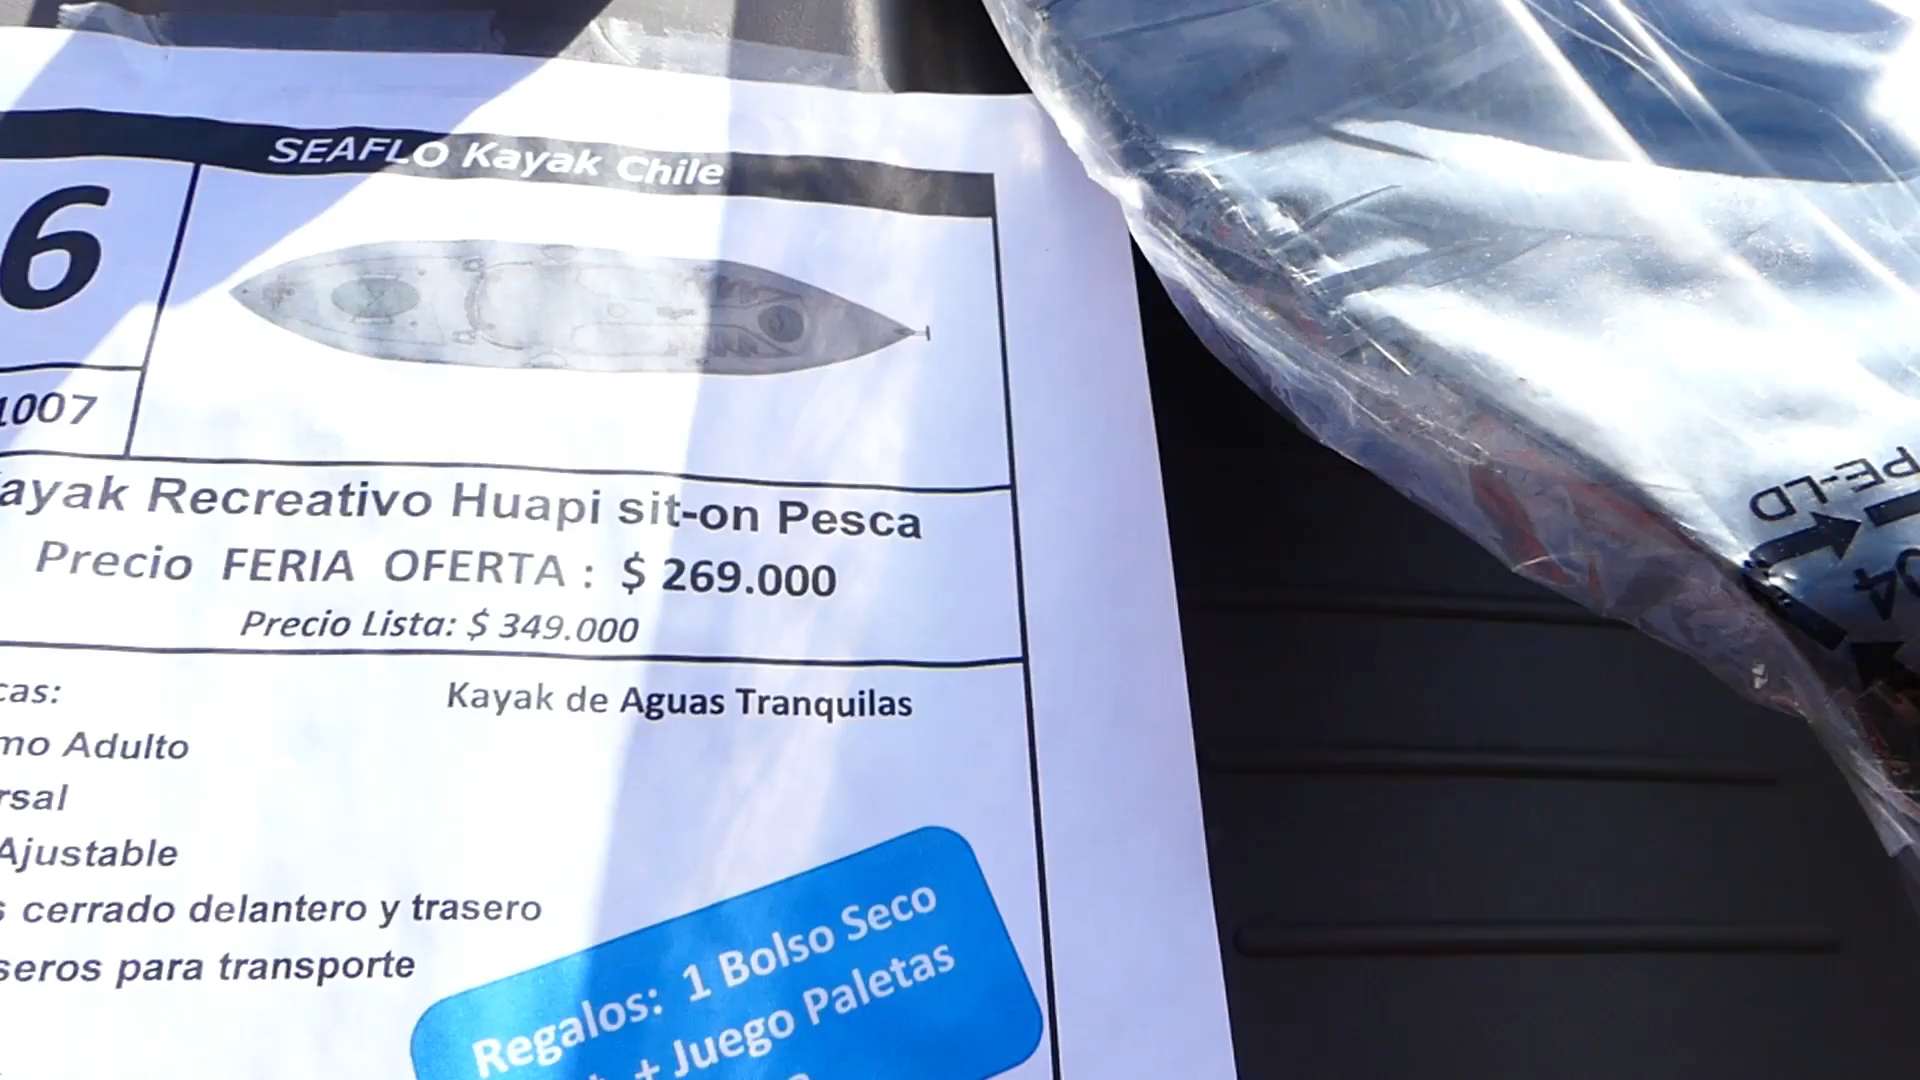 SEAFLO Kayak Chile
6
1007
ayak Recreativo Huapi sit-on Pesca
Precio FERIA OFERTA : $ 269.000
Precio Lista: $ 349.000
cas:
Kayak de Aguas Tranquilas
mo Adulto
rsal
Ajustable
s cerrado delantero y trasero
seros para transporte
Regalos: 1 Bolso Seco
+ Juego Paletas
PE-LD
04